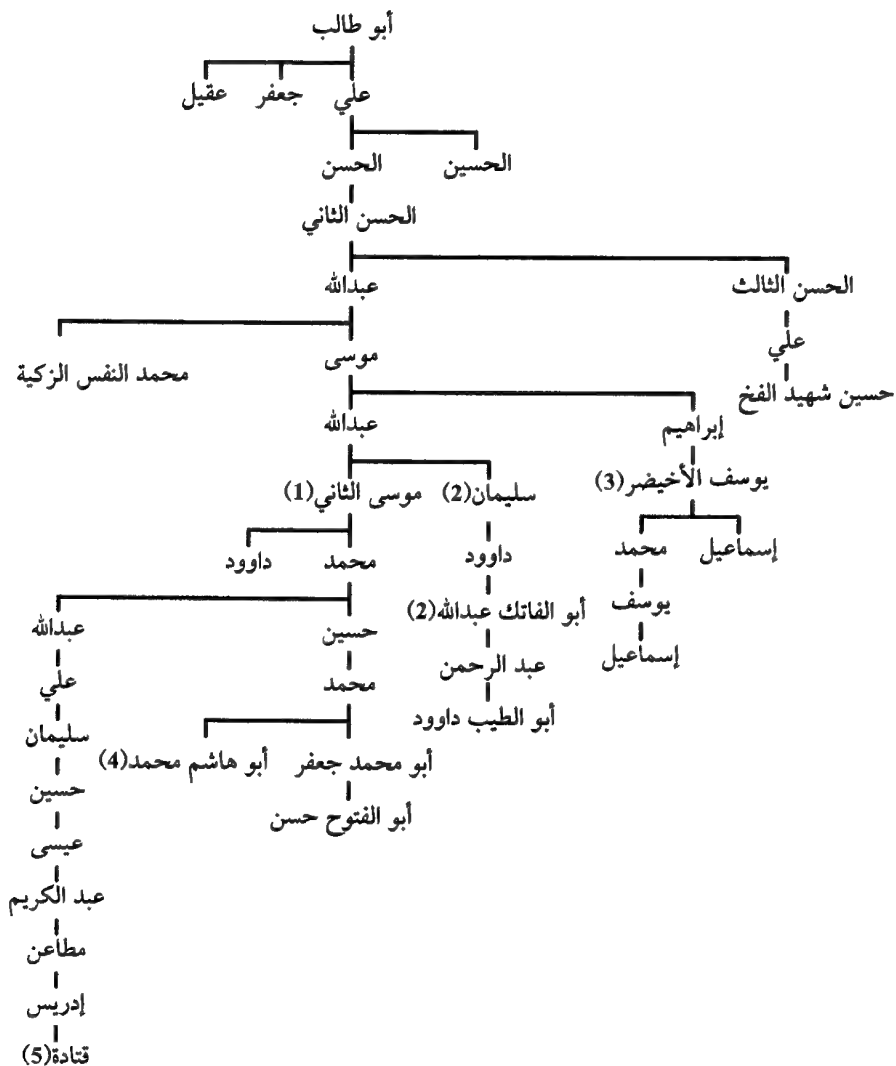 أبو طالب
علي جعفر عقيل
الحسين الحسن
الحسن الثاني
الحسن الثالث عبدالله
علي
موسى محمد النفس الزكية
حسين شهيد الفخ
إبراهيم عبدالله
يوسف الأخيضر(3) سليمان(2) موسى الثاني(1)
إسماعيل محمد داوود محمد داوود
يوسف أبو الفاتك عبدالله(2) حسين عبدالله
إسماعيل عبد الرحمن محمد علي
أبو الطيب داوود سليمان
أبو محمد جعفر أبو هاشم محمد(4)
حسين
أبو الفتوح حسن
عيسى
عبد الكريم
مطاعن
إدريس
قتادة(5)